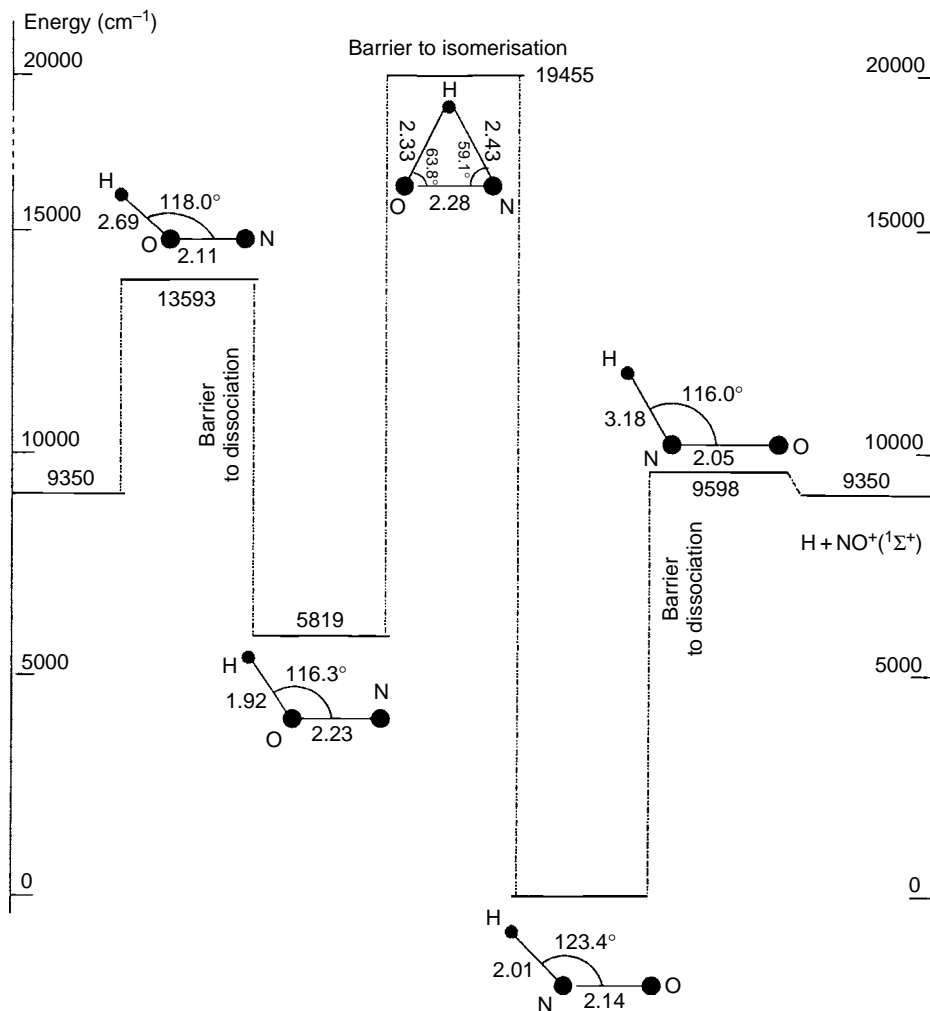 Energy (cm⁻¹)
Barrier to isomerisation
20000
19455
20000
H
2.33
2.43
63.8°
59.1°
O
2.28
N
H
118.0°
2.69
O
N
2.11
15000
15000
13593
Barrier
to dissociation
H
116.0°
3.18
N
O
2.05
10000
10000
9350
9598
9350
H + NO⁺(¹Σ⁺)
Barrier
to dissociation
5819
5000
5000
H
116.3°
N
1.92
O
2.23
0
0
H
123.4°
2.01
N
O
2.14